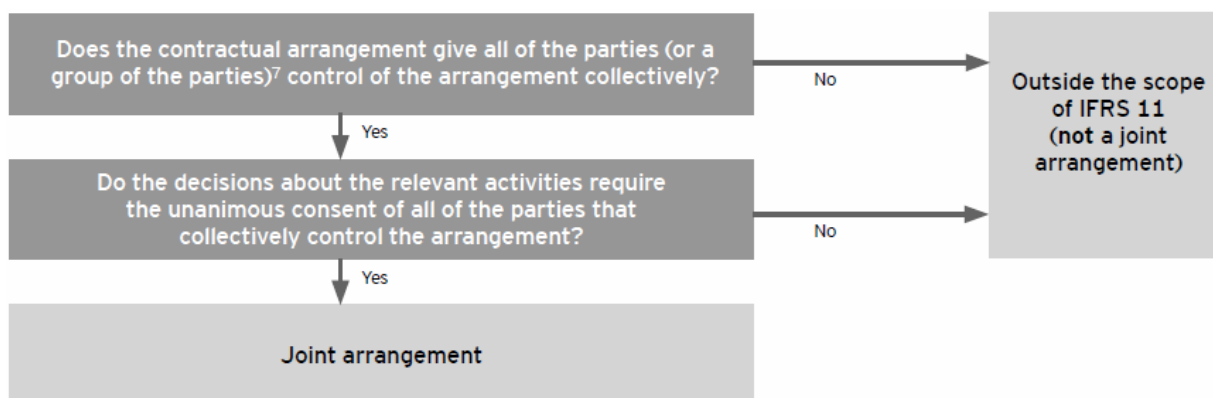 Does the contractual arrangement give all of the parties (or a
group of the parties)⁷ control of the arrangement collectively?
No
Outside the scope
of IFRS 11
(not a joint
arrangement)
Yes
Do the decisions about the relevant activities require
the unanimous consent of all of the parties that
collectively control the arrangement?
No
Yes
Joint arrangement